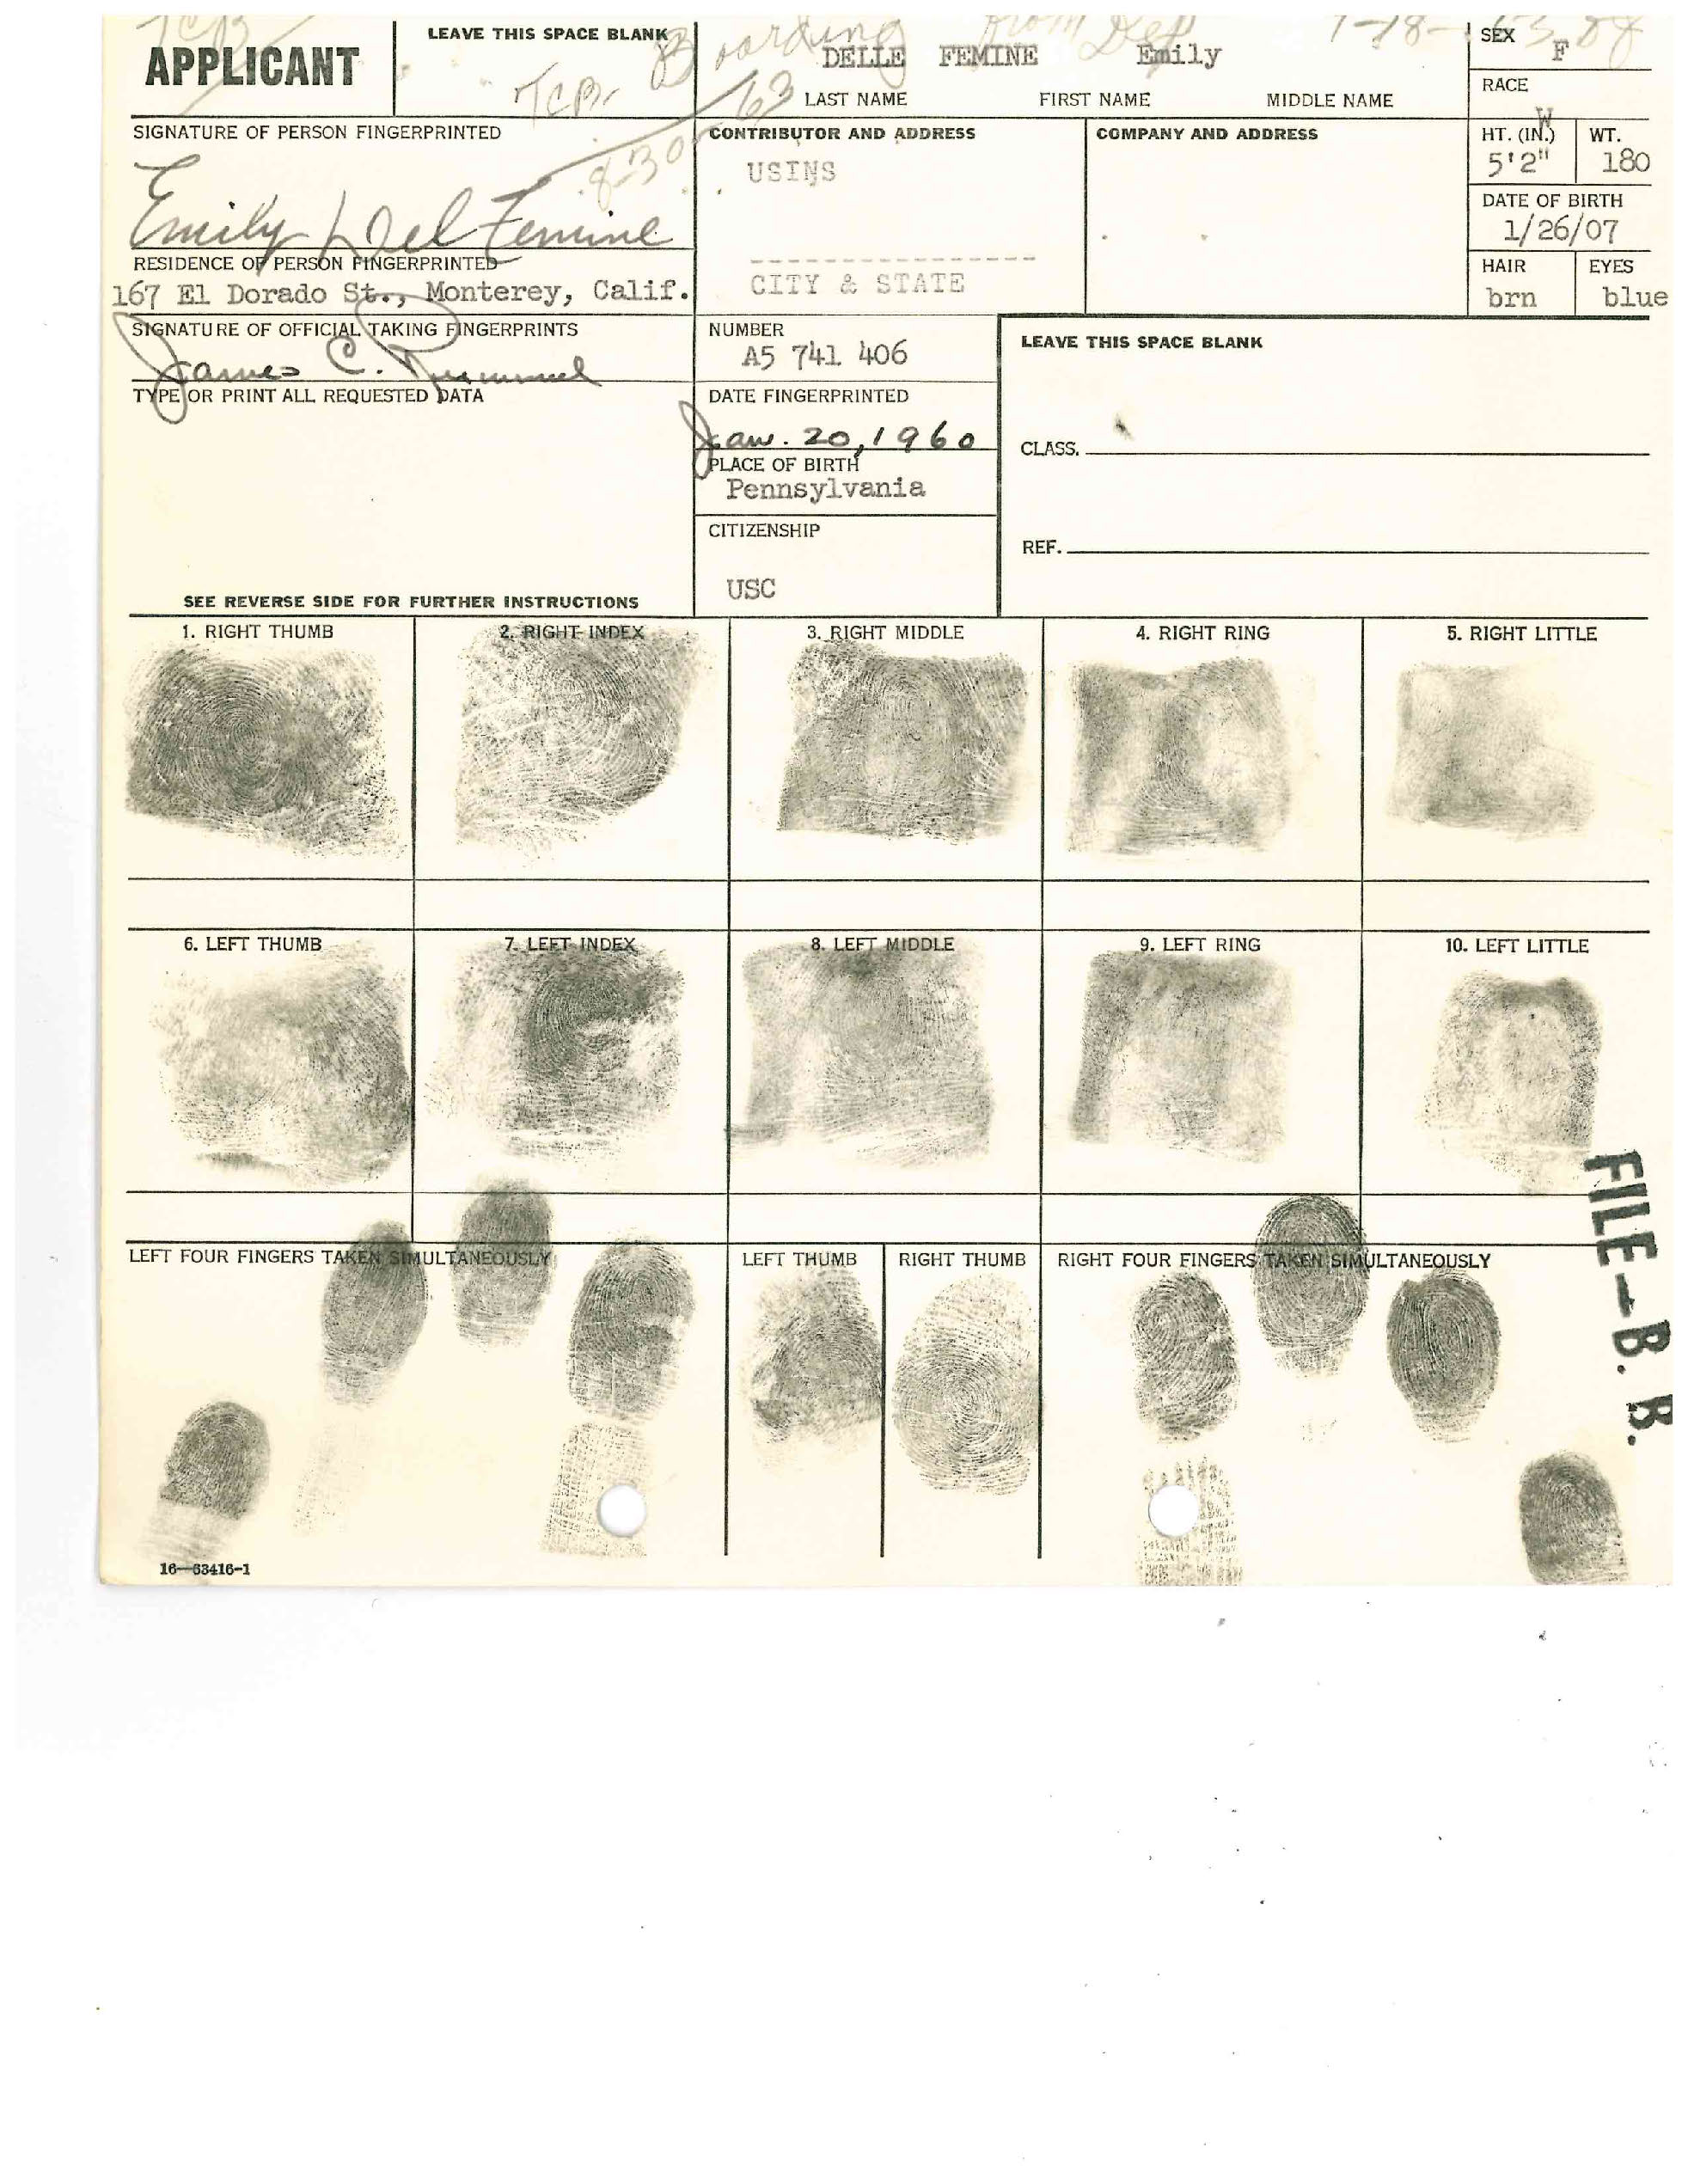 TCB
Boarding from Dep 1-18-
APPLICANT
LEAVE THIS SPACE BLANK
TCB
8-30-63
DELLE FEMINE Emily
LAST NAME FIRST NAME MIDDLE NAME
SEX
F
RACE
W
SIGNATURE OF PERSON FINGERPRINTED
Emily Del Femine
CONTRIBUTOR AND ADDRESS
USINS
CITY & STATE
COMPANY AND ADDRESS
HT. (IN.) WT.
5'2" 180
DATE OF BIRTH
1/26/07
HAIR EYES
brn blue
RESIDENCE OF PERSON FINGERPRINTED
167 El Dorado St., Monterey, Calif.
SIGNATURE OF OFFICIAL TAKING FINGERPRINTS
James C. Rummel
TYPE OR PRINT ALL REQUESTED DATA
NUMBER
A5 741 406
DATE FINGERPRINTED
Jan. 20, 1960
PLACE OF BIRTH
Pennsylvania
CITIZENSHIP
USC
LEAVE THIS SPACE BLANK
CLASS.
REF.
SEE REVERSE SIDE FOR FURTHER INSTRUCTIONS
1. RIGHT THUMB 2. RIGHT INDEX 3. RIGHT MIDDLE 4. RIGHT RING 5. RIGHT LITTLE
6. LEFT THUMB 7. LEFT INDEX 8. LEFT MIDDLE 9. LEFT RING 10. LEFT LITTLE
LEFT FOUR FINGERS TAKEN SIMULTANEOUSLY LEFT THUMB RIGHT THUMB RIGHT FOUR FINGERS TAKEN SIMULTANEOUSLY
FILE—B. B.
16—63416-1